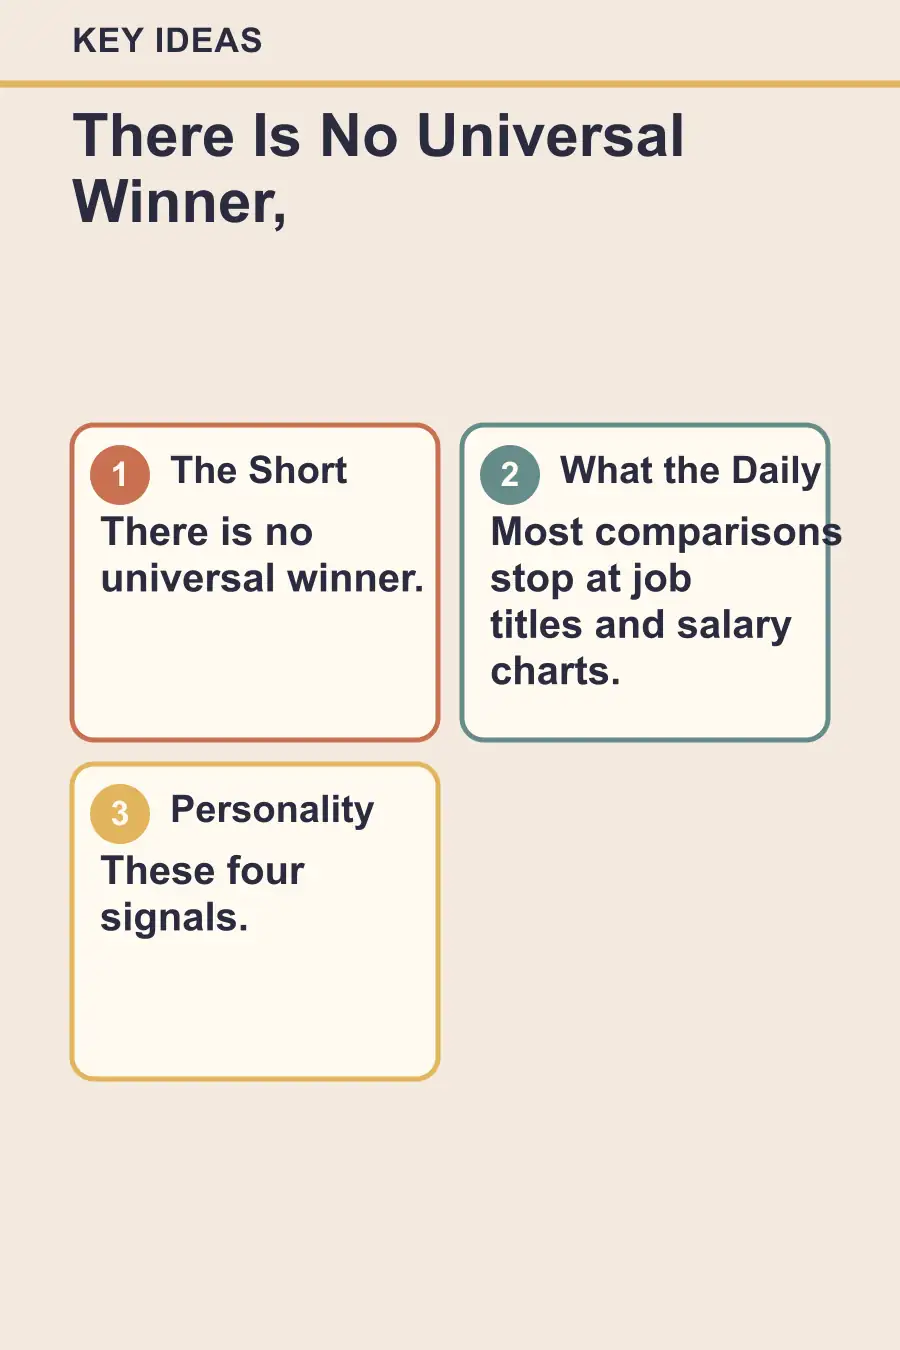 KEY IDEAS
There Is No Universal
Winner,
1
The Short
There is no
universal winner.
2
What the Daily
Most comparisons
stop at job
titles and salary
charts.
3
Personality
These four
signals.